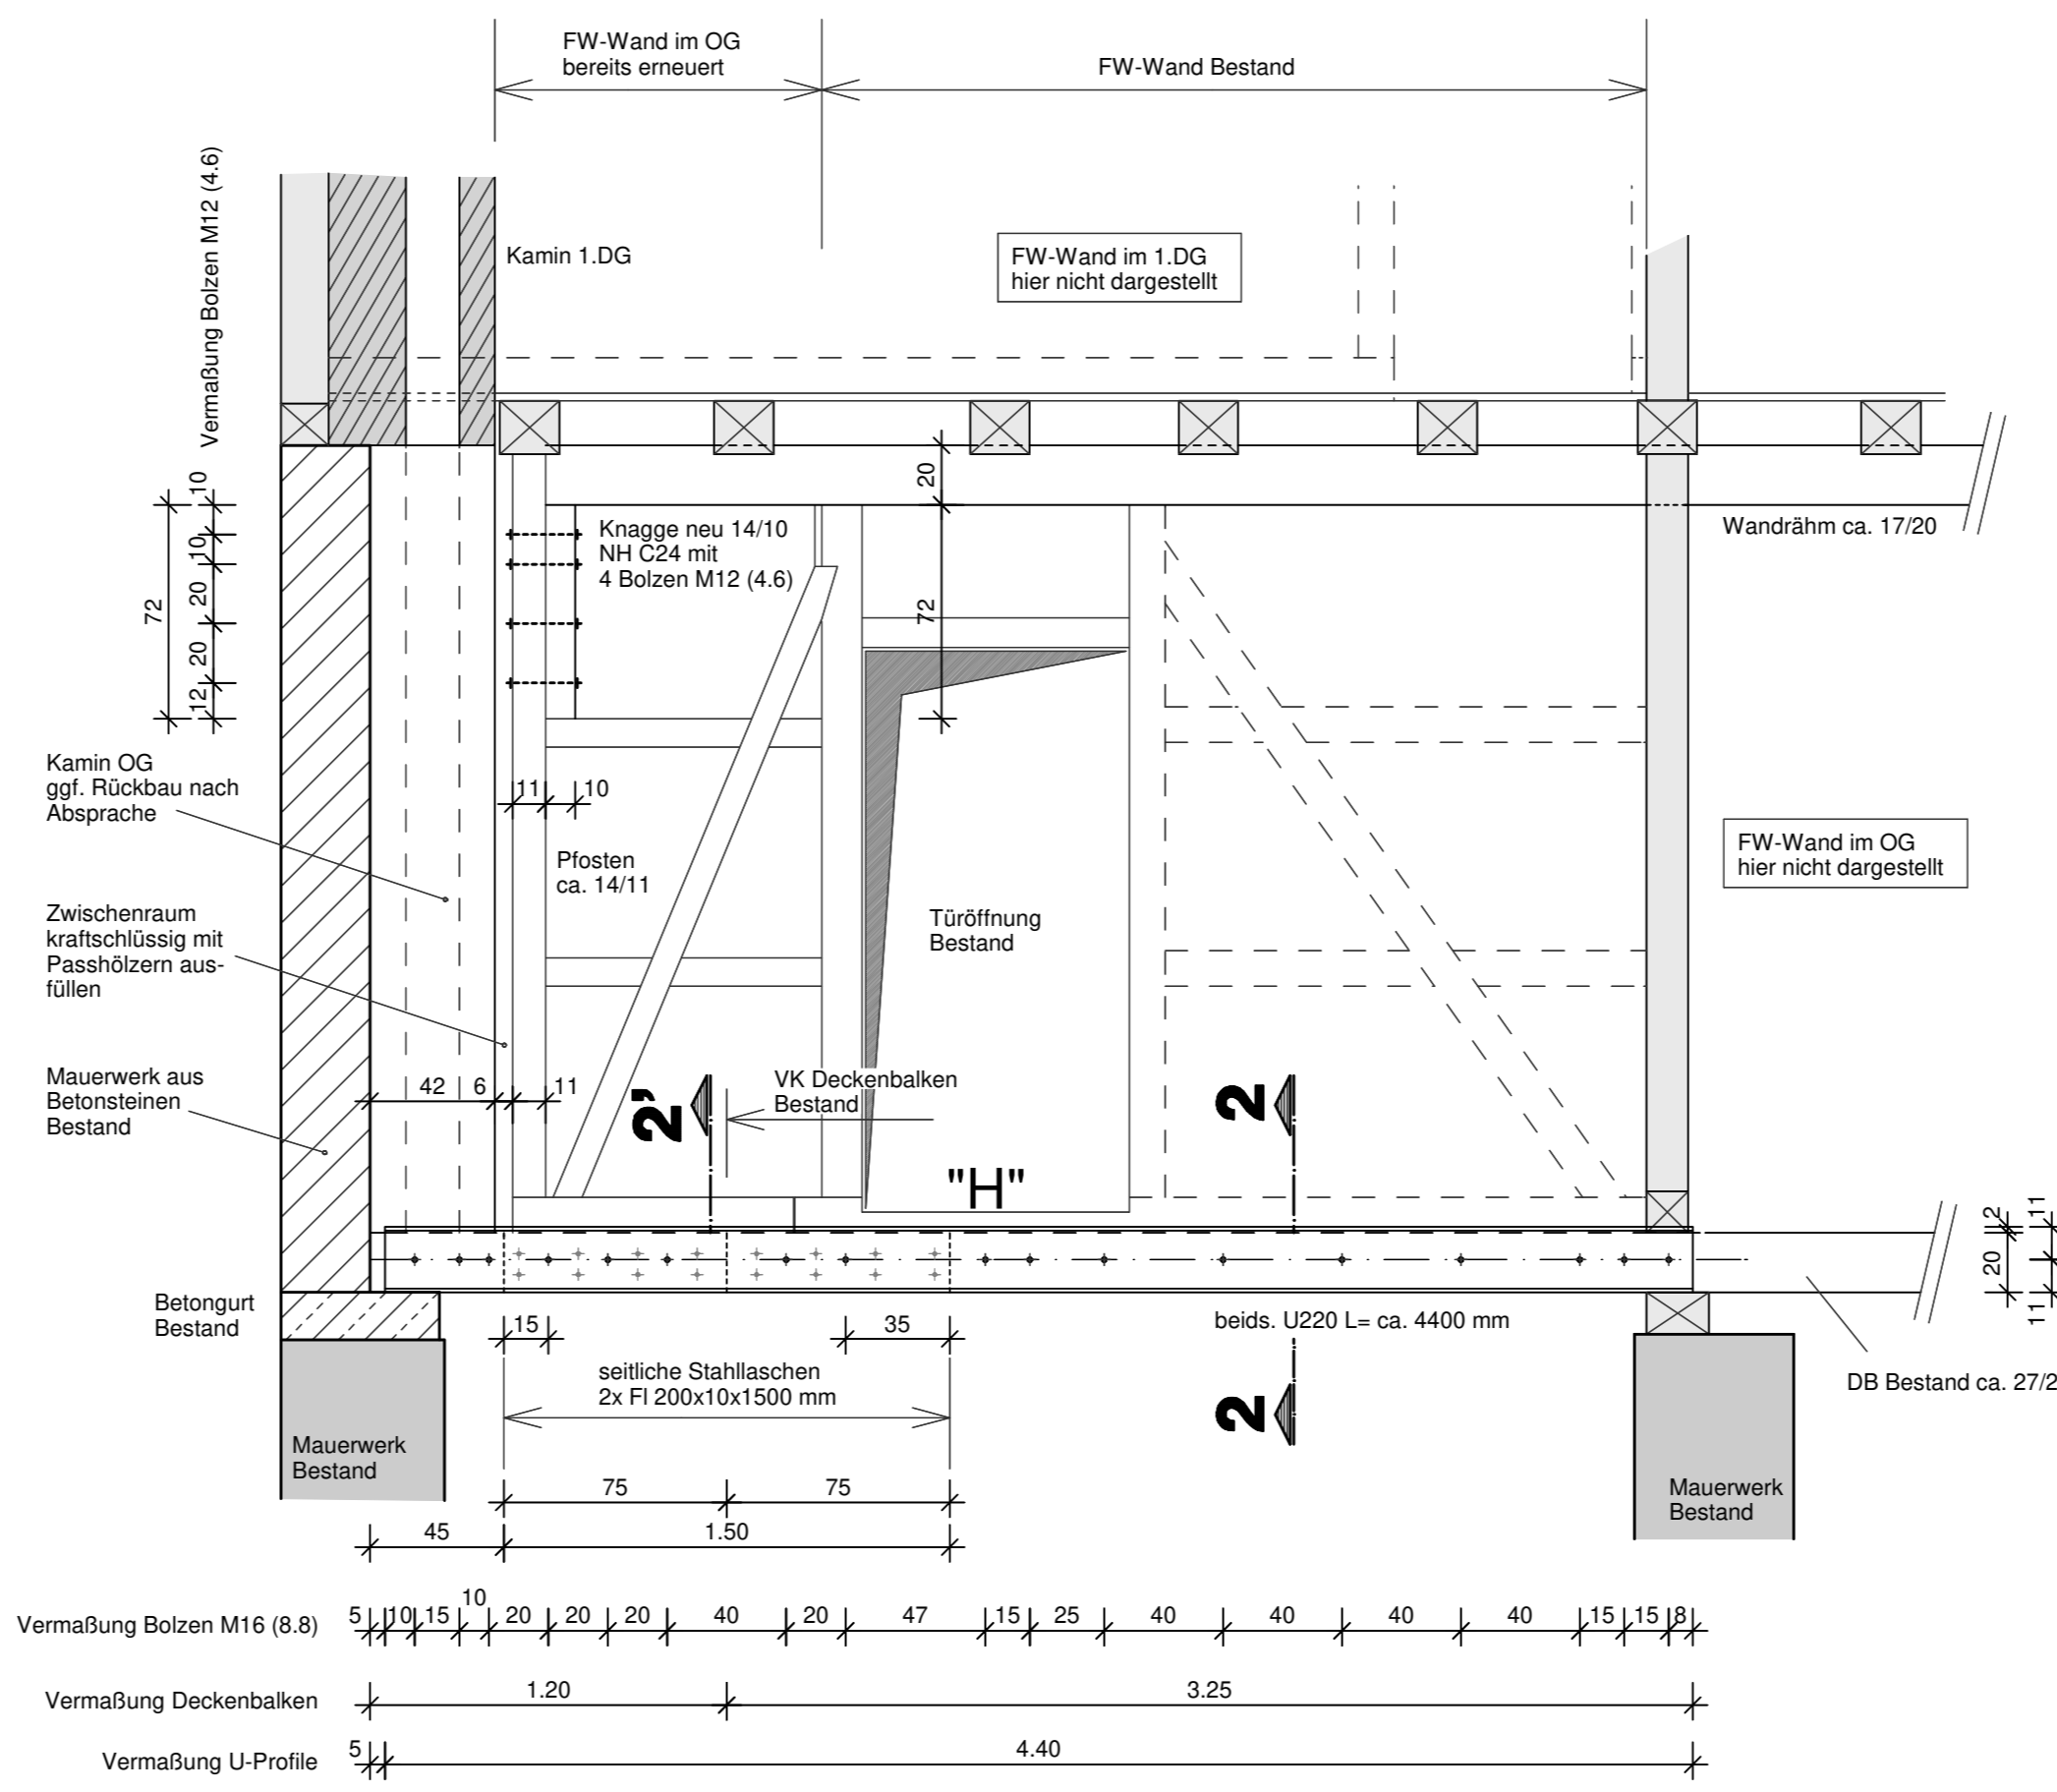 FW-Wand im OG
bereits erneuert
FW-Wand Bestand
Vermaßung Bolzen M12 (4.6)
Kamin 1.DG
FW-Wand im 1.DG
hier nicht dargestellt
10
10
20
20
12
72
20
72
Knagge neu 14/10
NH C24 mit
4 Bolzen M12 (4.6)
Wandrähm ca. 17/20
Kamin OG
ggf. Rückbau nach
Absprache
11
10
Pfosten
ca. 14/11
FW-Wand im OG
hier nicht dargestellt
Türöffnung
Bestand
Zwischenraum
kraftschlüssig mit
Passhölzern aus-
füllen
Mauerwerk aus
Betonsteinen
Bestand
42 6 11
2'
VK Deckenbalken
Bestand
2
"H"
2
20
11
11
Betongurt
Bestand
15
35
beids. U220 L= ca. 4400 mm
seitliche Stahllaschen
2x Fl 200x10x1500 mm
2
DB Bestand ca. 27/2
Mauerwerk
Bestand
Mauerwerk
Bestand
75 75
45 1.50
Vermaßung Bolzen M16 (8.8) 5 10 15 10 20 20 20 40 20 47 15 25 40 40 40 40 15 15 8
Vermaßung Deckenbalken 1.20 3.25
Vermaßung U-Profile 5 4.40